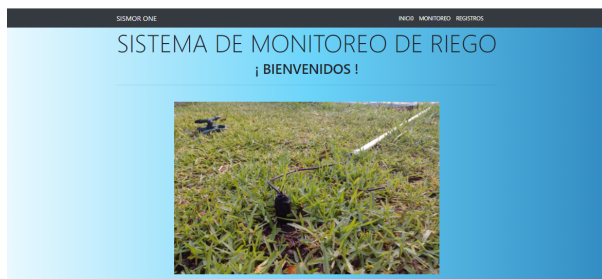 SISMOR ONE
INICIO MONITOREO REGISTROS
SISTEMA DE MONITOREO DE RIEGO
¡ BIENVENIDOS !